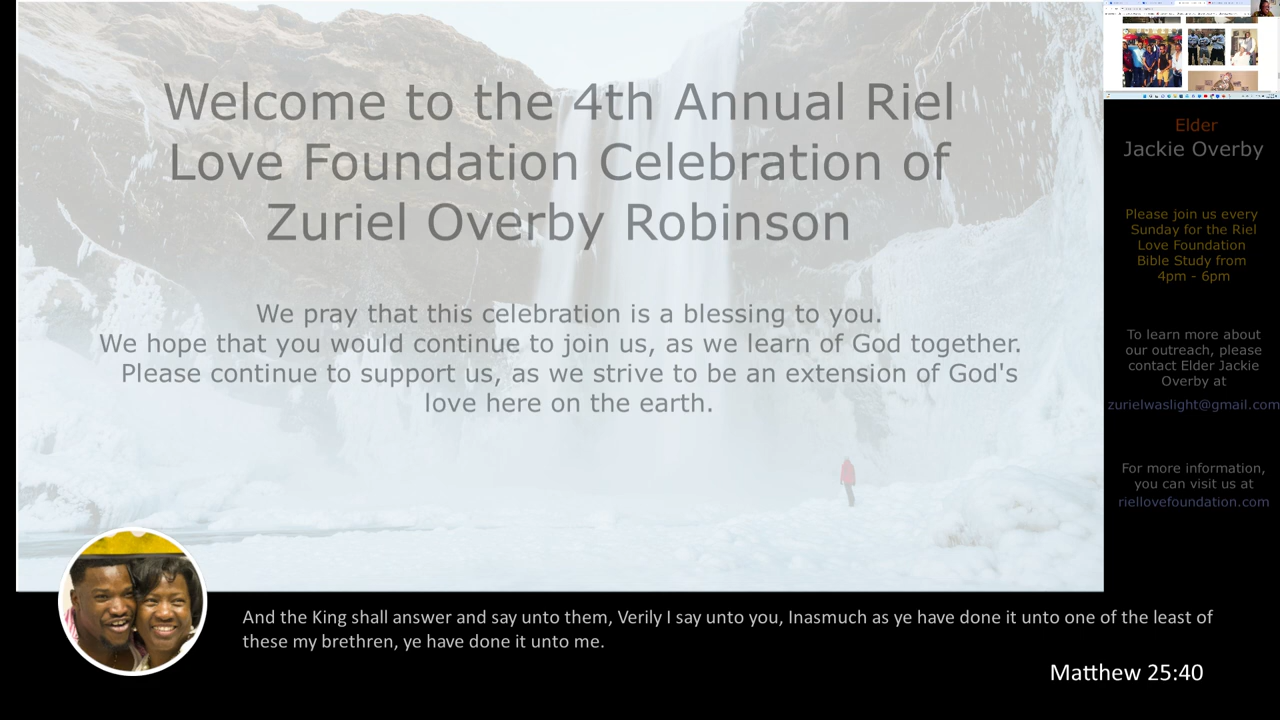 Welcome to the 4th Annual Riel
Love Foundation Celebration of
Zuriel Overby Robinson
We pray that this celebration is a blessing to you.
We hope that you would continue to join us, as we learn of God together.
Please continue to support us, as we strive to be an extension of God's
love here on the earth.
Elder
Jackie Overby
Please join us every
Sunday for the Riel
Love Foundation
Bible Study from
4pm - 6pm
To learn more about
our outreach, please
contact Elder Jackie
Overby at
zurielwaslight@gmail.com
For more information,
you can visit us at
riellovefoundation.com
And the King shall answer and say unto them, Verily I say unto you, Inasmuch as ye have done it unto one of the least of
these my brethren, ye have done it unto me.
Matthew 25:40